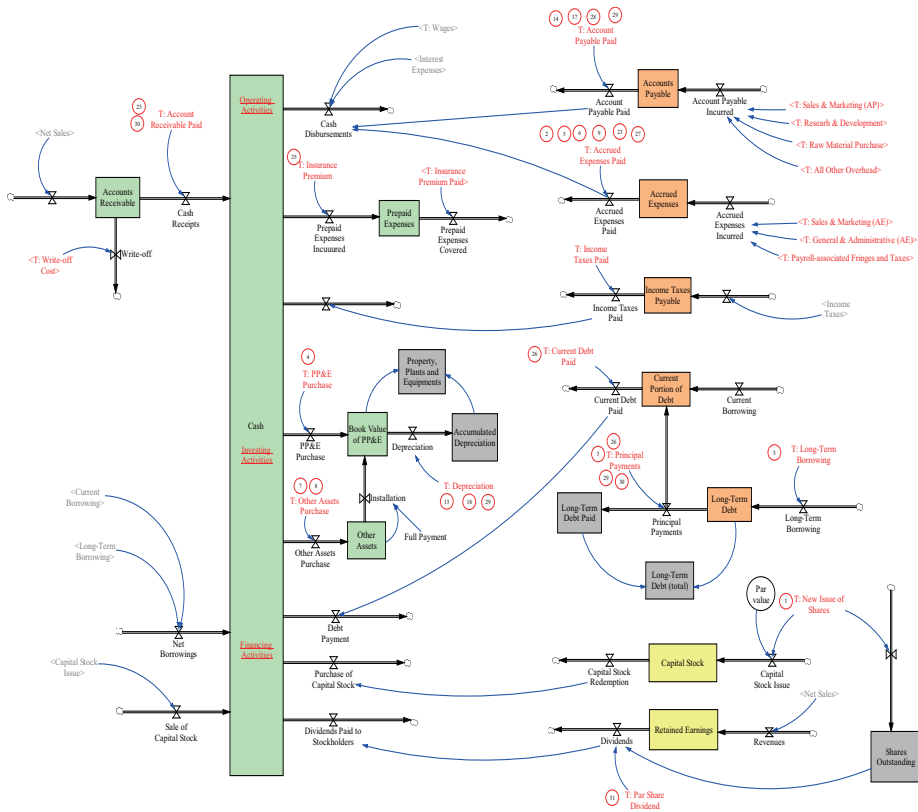 14
17
28
29
T: Account
Payable Paid
Accounts
Payable
Account
Payable Paid
Account Payable
Incurred
<T: Sales & Marketing (AP)>
<T: Researh & Development>
<T: Raw Material Purchase>
<T: All Other Overhead>
<T: Wages>
<Interest
Expenses>
Operating
Activities
Cash
Disbursements
23
30
T: Account
Receivable Paid
<Net Sales>
Accounts
Receivable
Cash
Receipts
Write-off
<T: Write-off
Cost>
2
5
6
9
23
27
T: Accrued
Expenses Paid
Accrued
Expenses
Accrued
Expenses
Paid
Accrued
Expenses
Incurred
<T: Sales & Marketing (AE)>
<T: General & Administrative (AE)>
<T: Payroll-associated Fringes and Taxes>
25
T: Insurance
Premium
<T: Insurance
Premium Paid>
Prepaid
Expenses
Prepaid
Expenses
Incuuured
Prepaid
Expenses
Covered
T: Income
Taxes Paid
Income Taxes
Payable
Income Taxes
Paid
<Income
Taxes>
4
T: PP&E
Purchase
Property,
Plants and
Equipments
Cash
Investing
Activities
PP&E
Purchase
Book Value
of PP&E
Depreciation
Accumulated
Depreciation
T: Depreciation
13
18
29
7
8
T: Other Assets
Purchase
Installation
Full Payment
Other Assets
Purchase
Other
Assets
26
T: Current Debt
Paid
Current
Portion of
Debt
Current Debt
Paid
Current
Borrowing
26
3
T: Principal
Payments
29
30
3
T: Long-Term
Borrowing
Long-Term
Debt Paid
Principal
Payments
Long-Term
Debt
Long-Term
Borrowing
Long-Term
Debt (total)
<Current
Borrowing>
<Long-Term
Borrowing>
Net
Borrowings
Financing
Activities
Debt
Payment
Par
value
1
T: New Issue of
Shares
<Capital Stock
Issue>
Sale of
Capital Stock
Purchase of
Capital Stock
Capital Stock
Redemption
Capital Stock
Capital
Stock Issue
<Net Sales>
Dividends Paid to
Stockholders
Dividends
Retained Earnings
Revenues
Shares
Outstanding
31
T: Par Share
Dividend